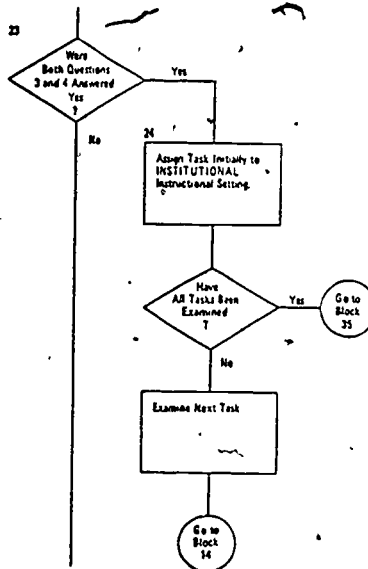 23
Were
Both Questions
3 and 4 Answered
Yes
?
Yes
No
24
Assign Task Initially to
INSTITUTIONAL
Instructional Setting.
Have
All Tasks Been
Examined
?
Yes
Go to
Block
35
No
Examine Next Task
Go to
Block
14